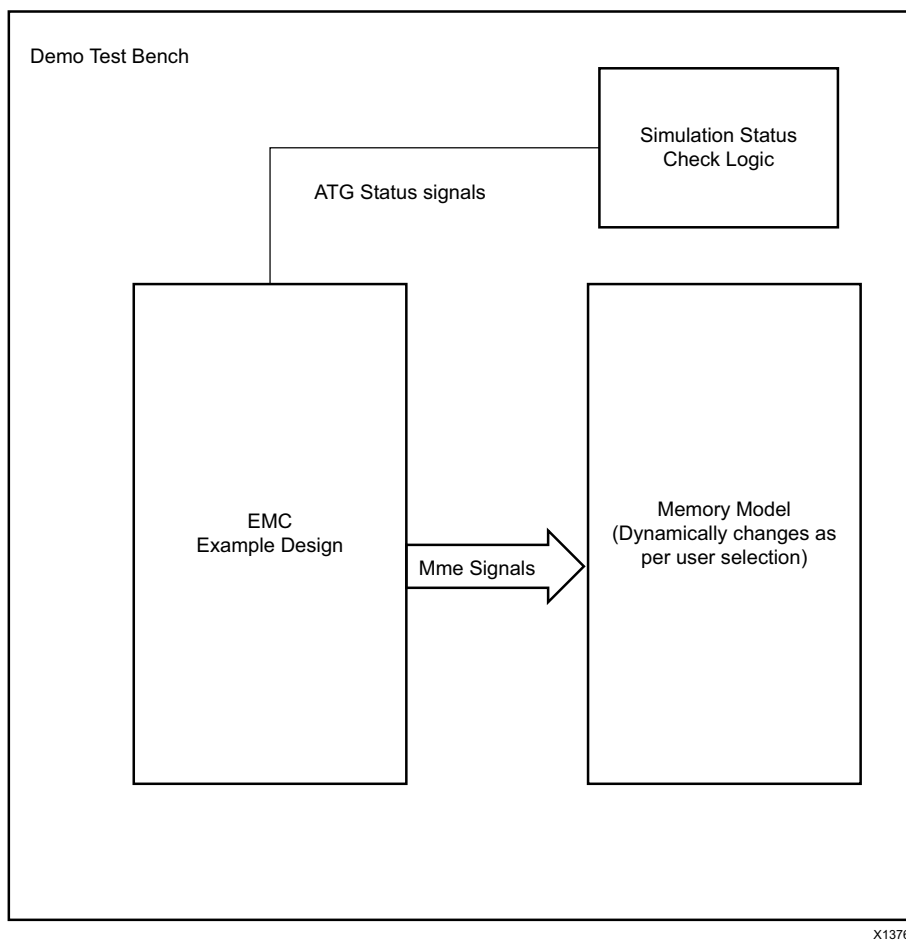 Demo Test Bench
Simulation Status
Check Logic
ATG Status signals
EMC
Example Design
Mme Signals
Memory Model
(Dynamically changes as
per user selection)
X1376